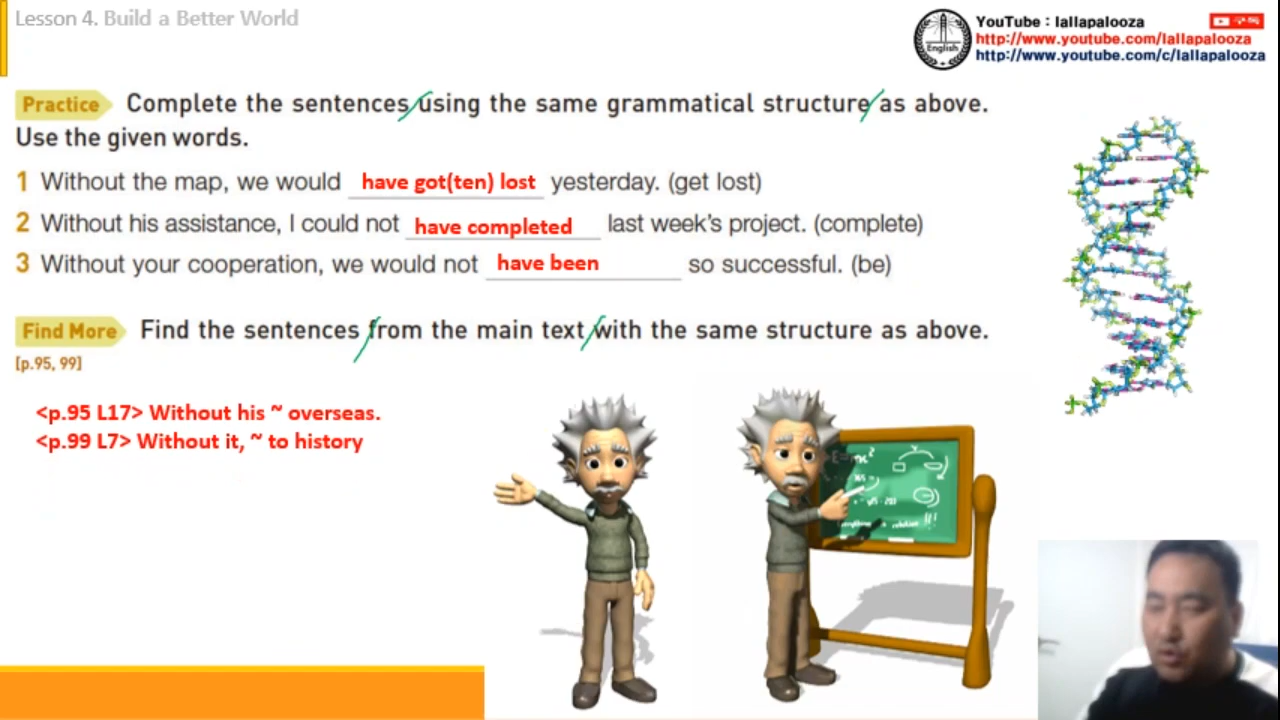 Lesson 4. Build a Better World
YouTube : lallapalooza
http://www.youtube.com/lallapalooza
http://www.youtube.com/c/lallapalooza
English
Practice Complete the sentences using the same grammatical structure as above.
Use the given words.
1 Without the map, we would have got(ten) lost yesterday. (get lost)
2 Without his assistance, I could not have completed last week's project. (complete)
3 Without your cooperation, we would not have been so successful. (be)
Find More Find the sentences from the main text with the same structure as above.
[p.95, 99]
<p.95 L17> Without his ~ overseas.
<p.99 L7> Without it, ~ to history